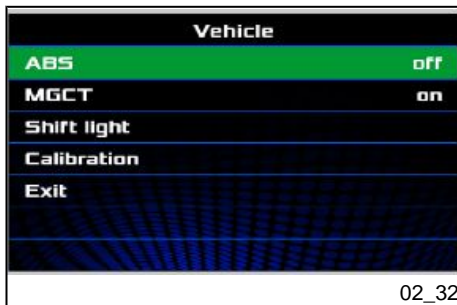 Vehicle
ABS off
MGCT on
Shift light
Calibration
Exit
02_32